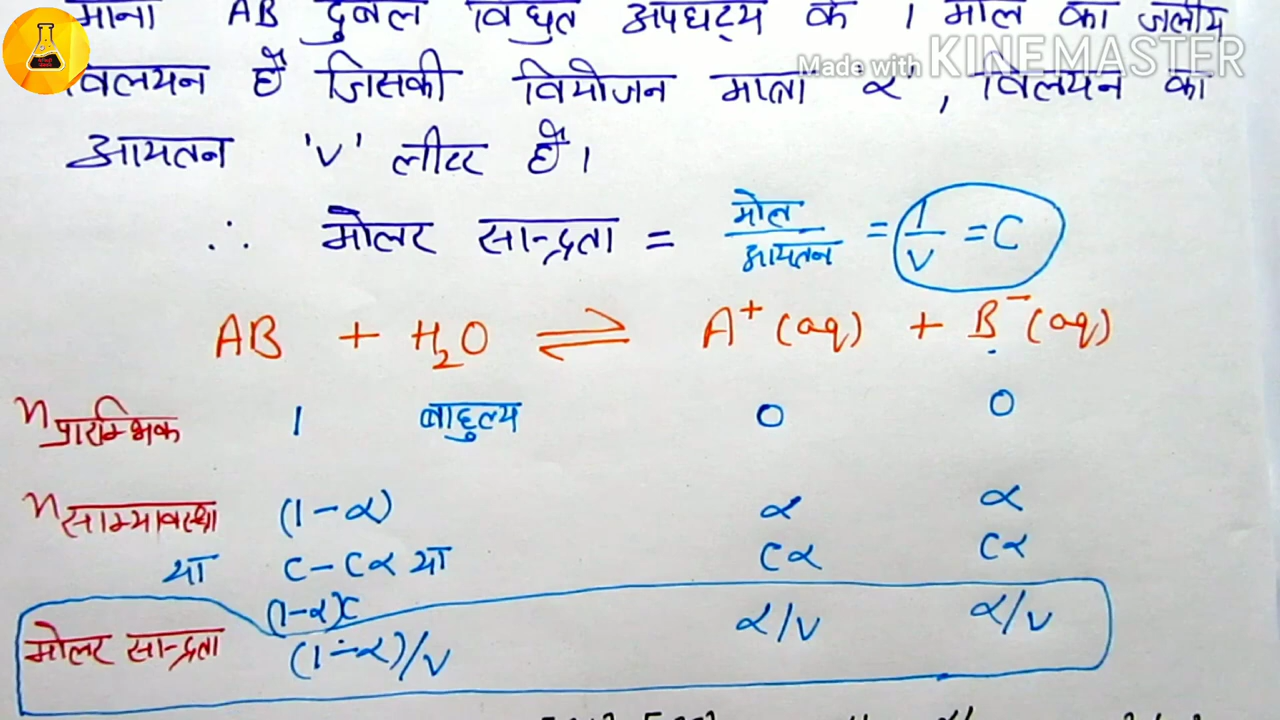 माना AB दुर्बल विद्युत अपघट्य के 1 मोल का जलीय
Made with KINEMASTER
विलयन है जिसकी वियोजन मात्रा 'α', विलयन का
आयतन 'V' लीटर है।
∴ मोलर सान्द्रता = मोल/आयतन = 1/V = C
AB + H₂O ⇌ A⁺(aq) + B⁻(aq)
n प्रारम्भिक 1 बाहुल्य 0 0
n साम्यावस्था (1-α) α α
या C-Cα या Cα Cα
(1-α)C
मोलर सान्द्रता (1-α)/V α/V α/V